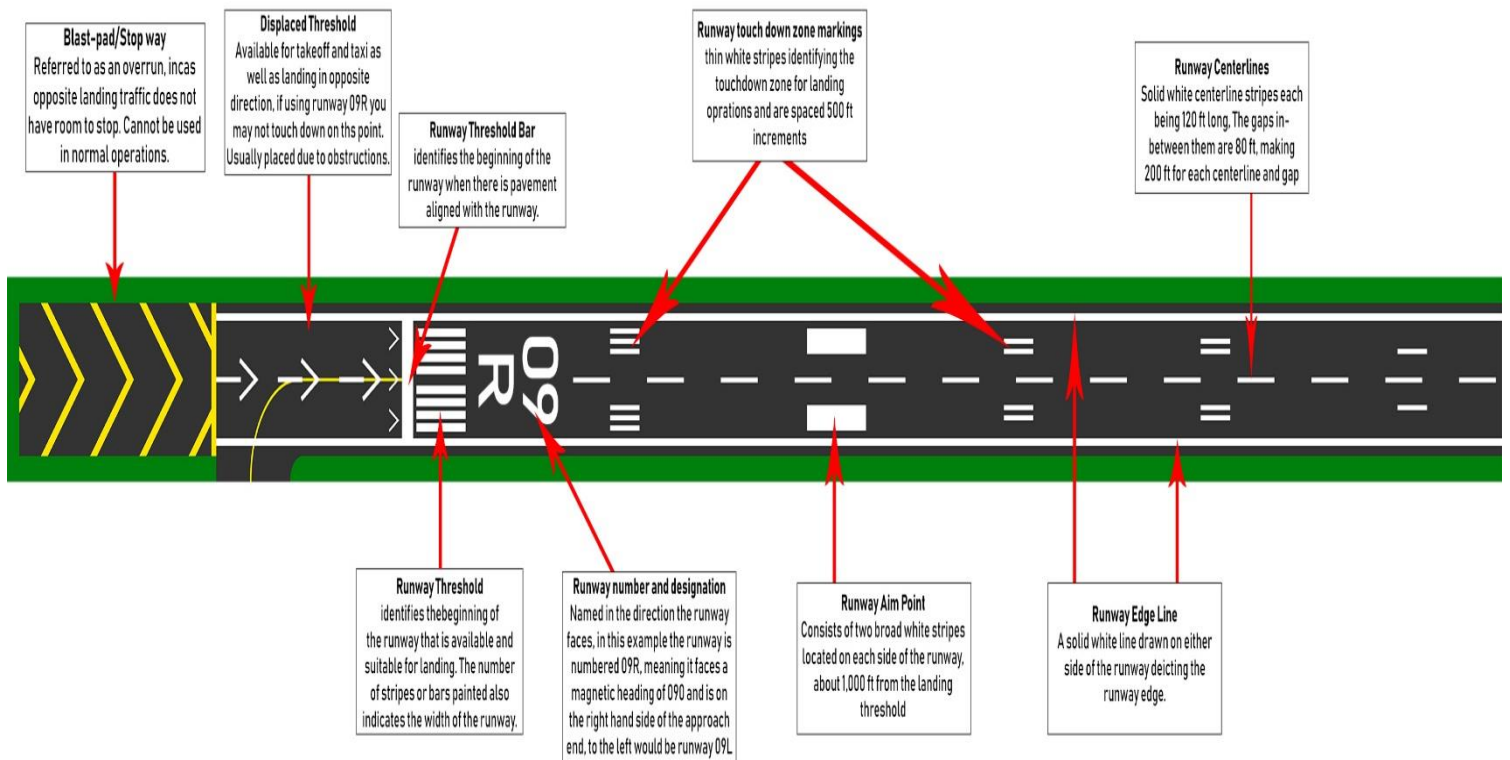 Blast-pad/Stop way
Referred to as an overrun, incas
opposite landing traffic does not
have room to stop. Cannot be used
in normal operations.
Displaced Threshold
Available for takeoff and taxi as
well as landing in opposite
direction, if using runway 09R you
may not touch down on ths point.
Usually placed due to obstructions.
Runway Threshold Bar
identifies the beginning of the
runway when there is pavement
aligned with the runway.
Runway touch down zone markings
thin white stripes identifying the
touchdown zone for landing
oprations and are spaced 500 ft
increments
Runway Centerlines
Solid white centerline stripes each
being 120 ft long, The gaps in-
between them are 80 ft, making
200 ft for each centerline and gap
09
R
Runway Threshold
identifies thebeginning of
the runway that is available and
suitable for landing. The number
of stripes or bars painted also
indicates the width of the runway.
Runway number and designation
Named in the direction the runway
faces, in this example the runway is
numbered 09R, meaning it faces a
magnetic heading of 090 and is on
the right hand side of the approach
end, to the left would be runway 09L
Runway Aim Point
Consists of two broad white stripes
located on each side of the runway,
about 1,000 ft from the landing
threshold
Runway Edge Line
A solid white line drawn on either
side of the runway deicting the
runway edge.